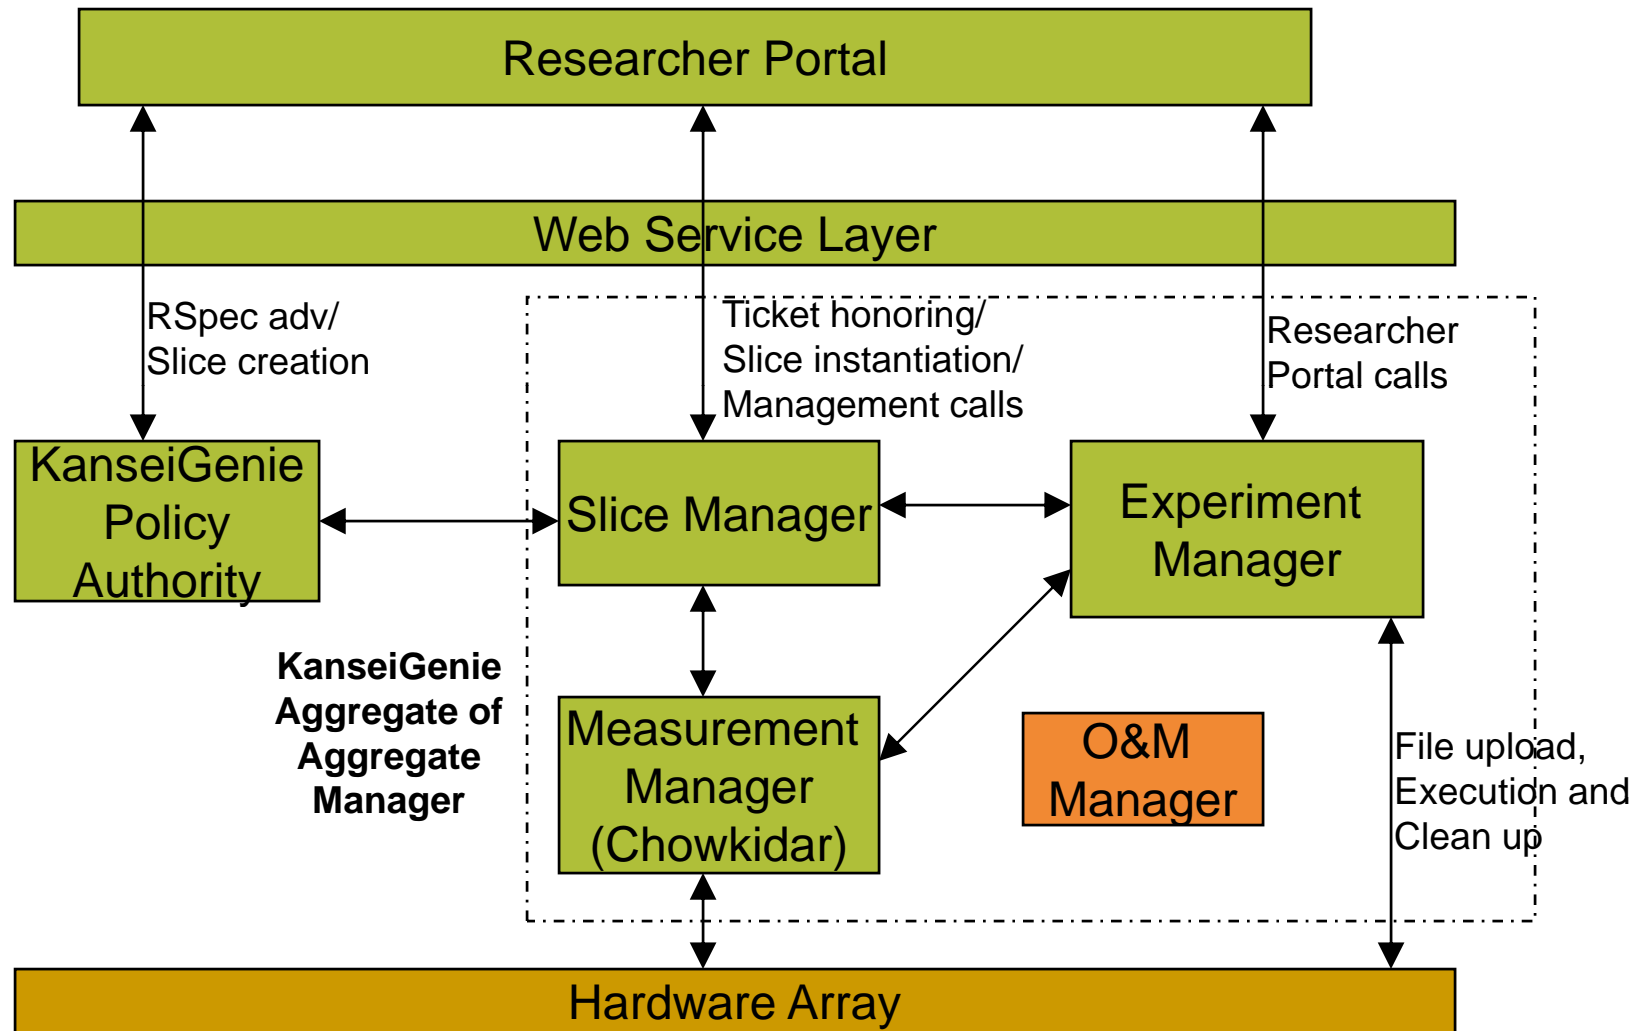 Researcher Portal
Web Service Layer
RSpec adv/
Slice creation
Ticket honoring/
Slice instantiation/
Management calls
Researcher
Portal calls
KanseiGenie
Policy
Authority
Slice Manager
Experiment
Manager
KanseiGenie
Aggregate of
Aggregate
Manager
Measurement
Manager
(Chowkidar)
O&M
Manager
File upload,
Execution and
Clean up
Hardware Array